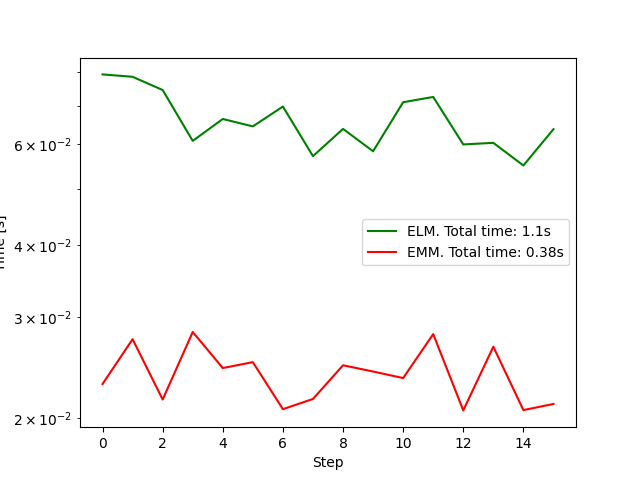 6 × 10⁻²
4 × 10⁻²
3 × 10⁻²
2 × 10⁻²
Time [s]
ELM. Total time: 1.1s
EMM. Total time: 0.38s
0 2 4 6 8 10 12 14
Step